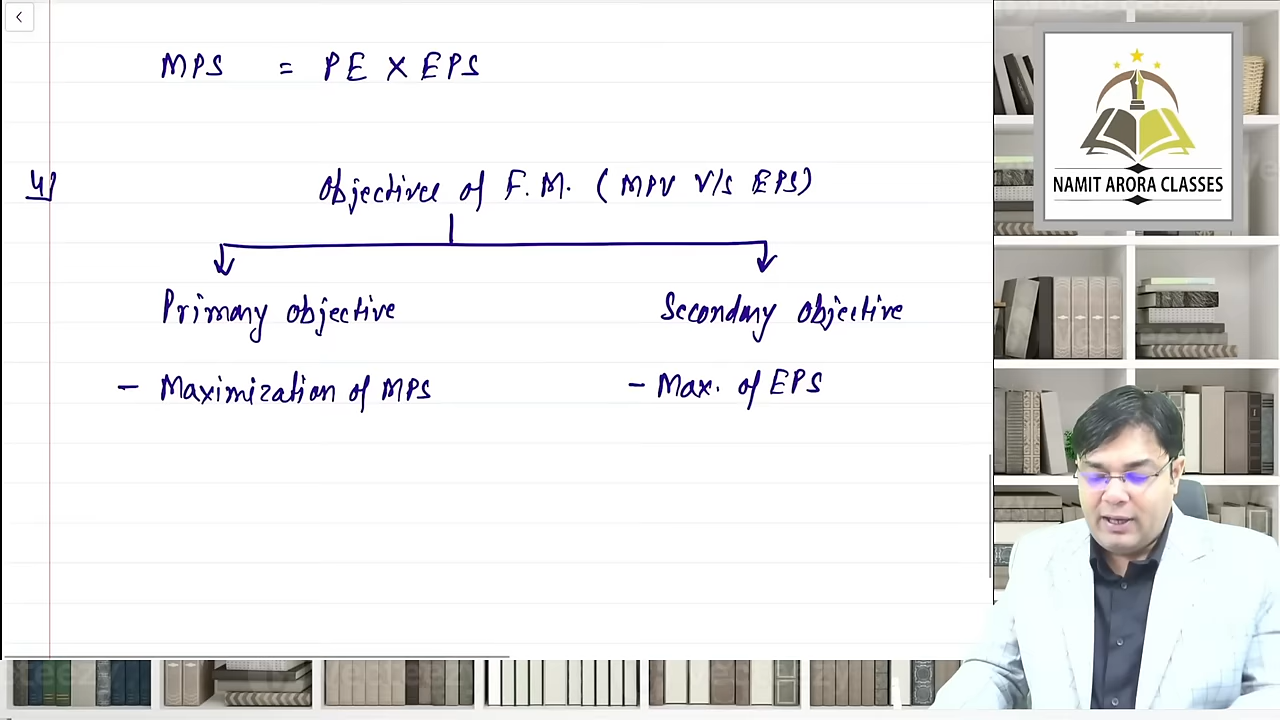 MPS = PE X EPS
4)
Objectives of F.M. (MPV V/S EPS)
Primary objective
Secondary objective
- Maximization of MPS
- Max. of EPS
NAMIT ARORA CLASSES